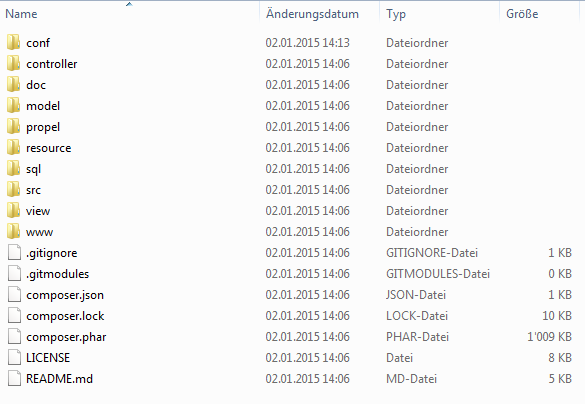 Name Änderungsdatum Typ Größe
conf 02.01.2015 14:13 Dateiordner
controller 02.01.2015 14:06 Dateiordner
doc 02.01.2015 14:06 Dateiordner
model 02.01.2015 14:06 Dateiordner
propel 02.01.2015 14:06 Dateiordner
resource 02.01.2015 14:06 Dateiordner
sql 02.01.2015 14:06 Dateiordner
src 02.01.2015 14:06 Dateiordner
view 02.01.2015 14:06 Dateiordner
www 02.01.2015 14:06 Dateiordner
.gitignore 02.01.2015 14:06 GITIGNORE-Datei 1 KB
.gitmodules 02.01.2015 14:06 GITMODULES-Datei 0 KB
composer.json 02.01.2015 14:06 JSON-Datei 1 KB
composer.lock 02.01.2015 14:06 LOCK-Datei 10 KB
composer.phar 02.01.2015 14:06 PHAR-Datei 1'009 KB
LICENSE 02.01.2015 14:06 Datei 8 KB
README.md 02.01.2015 14:06 MD-Datei 5 KB